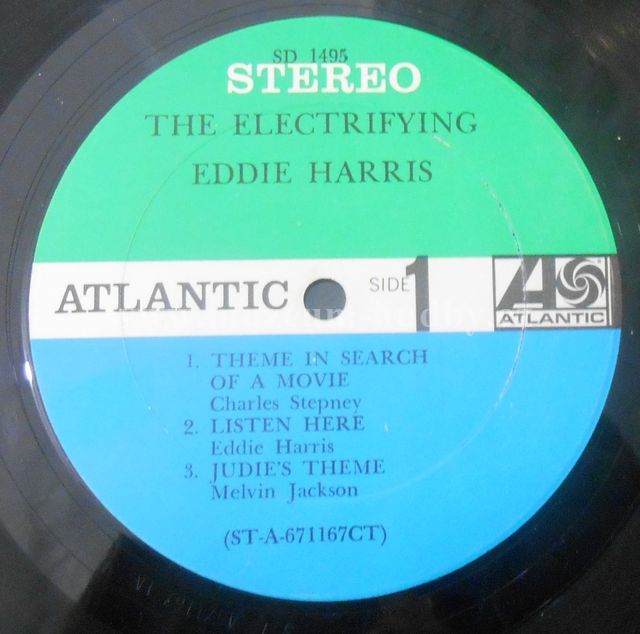 SD 1495
STEREO
THE ELECTRIFYING
EDDIE HARRIS
ATLANTIC
SIDE 1
ATLANTIC
1. THEME IN SEARCH
OF A MOVIE
Charles Stepney
2. LISTEN HERE
Eddie Harris
3. JUDIE'S THEME
Melvin Jackson
(ST-A-671167CT)